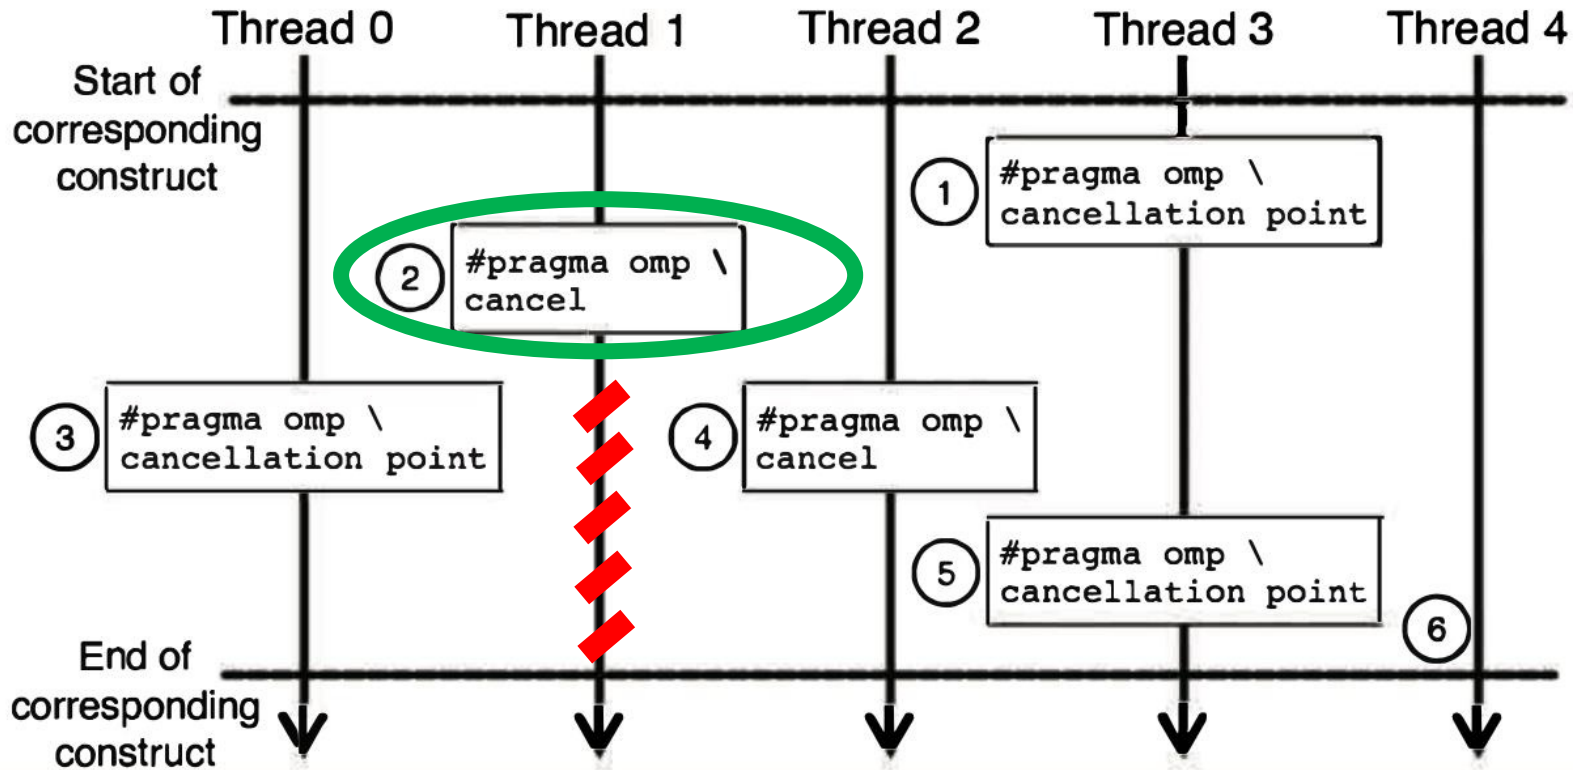 Thread 0
Thread 1
Thread 2
Thread 3
Thread 4
Start of
corresponding
construct
1
#pragma omp \
cancellation point
2
#pragma omp \
cancel
3
#pragma omp \
cancellation point
4
#pragma omp \
cancel
5
#pragma omp \
cancellation point
6
End of
corresponding
construct